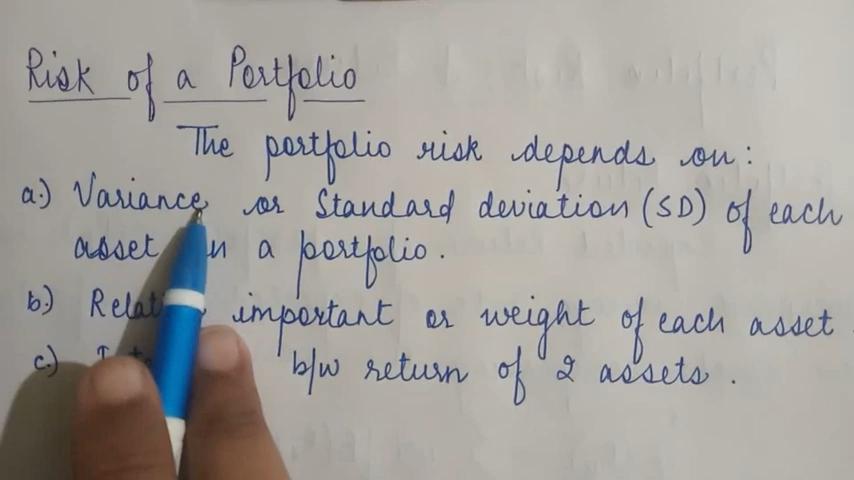 Risk of a Portfolio
The portfolio risk depends on:
a.) Variance or Standard deviation (SD) of each
asset in a portfolio.
b.) important or weight of each asset
c.) b/w return of 2 assets.